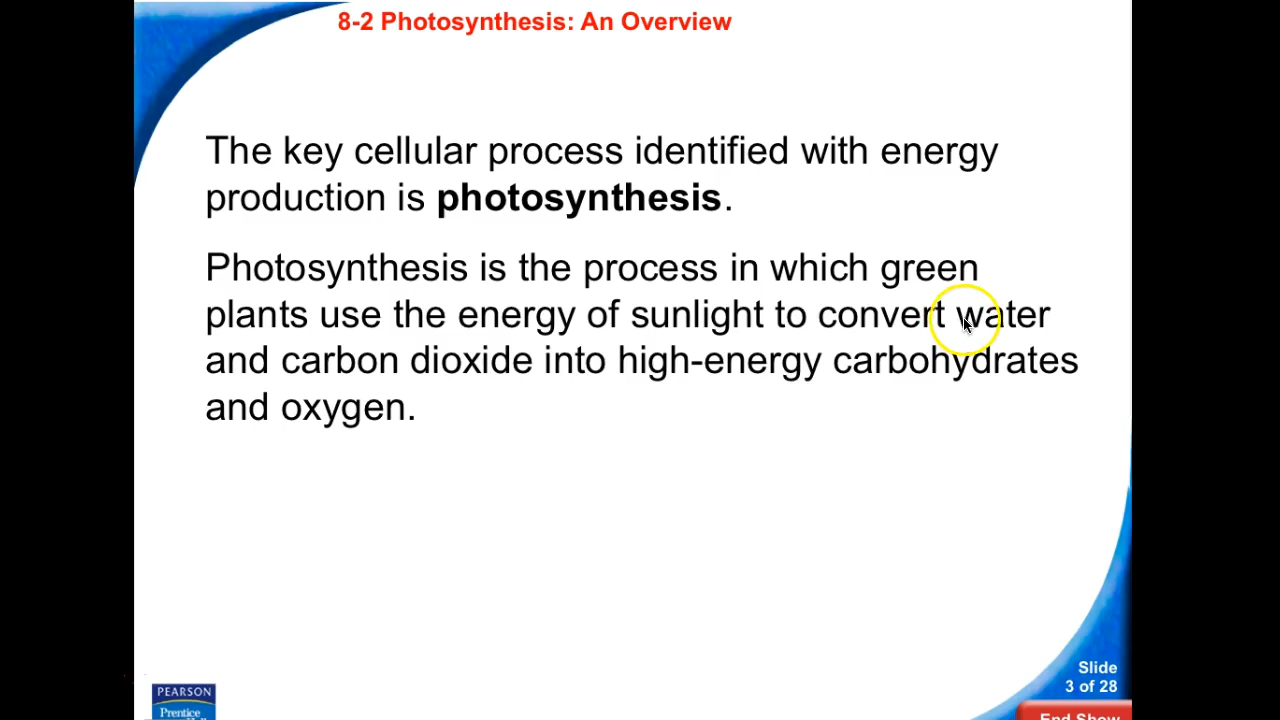 8-2 Photosynthesis: An Overview
The key cellular process identified with energy
production is photosynthesis.
Photosynthesis is the process in which green
plants use the energy of sunlight to convert water
and carbon dioxide into high-energy carbohydrates
and oxygen.
Slide
3 of 28
PEARSON
Prentice
End Show